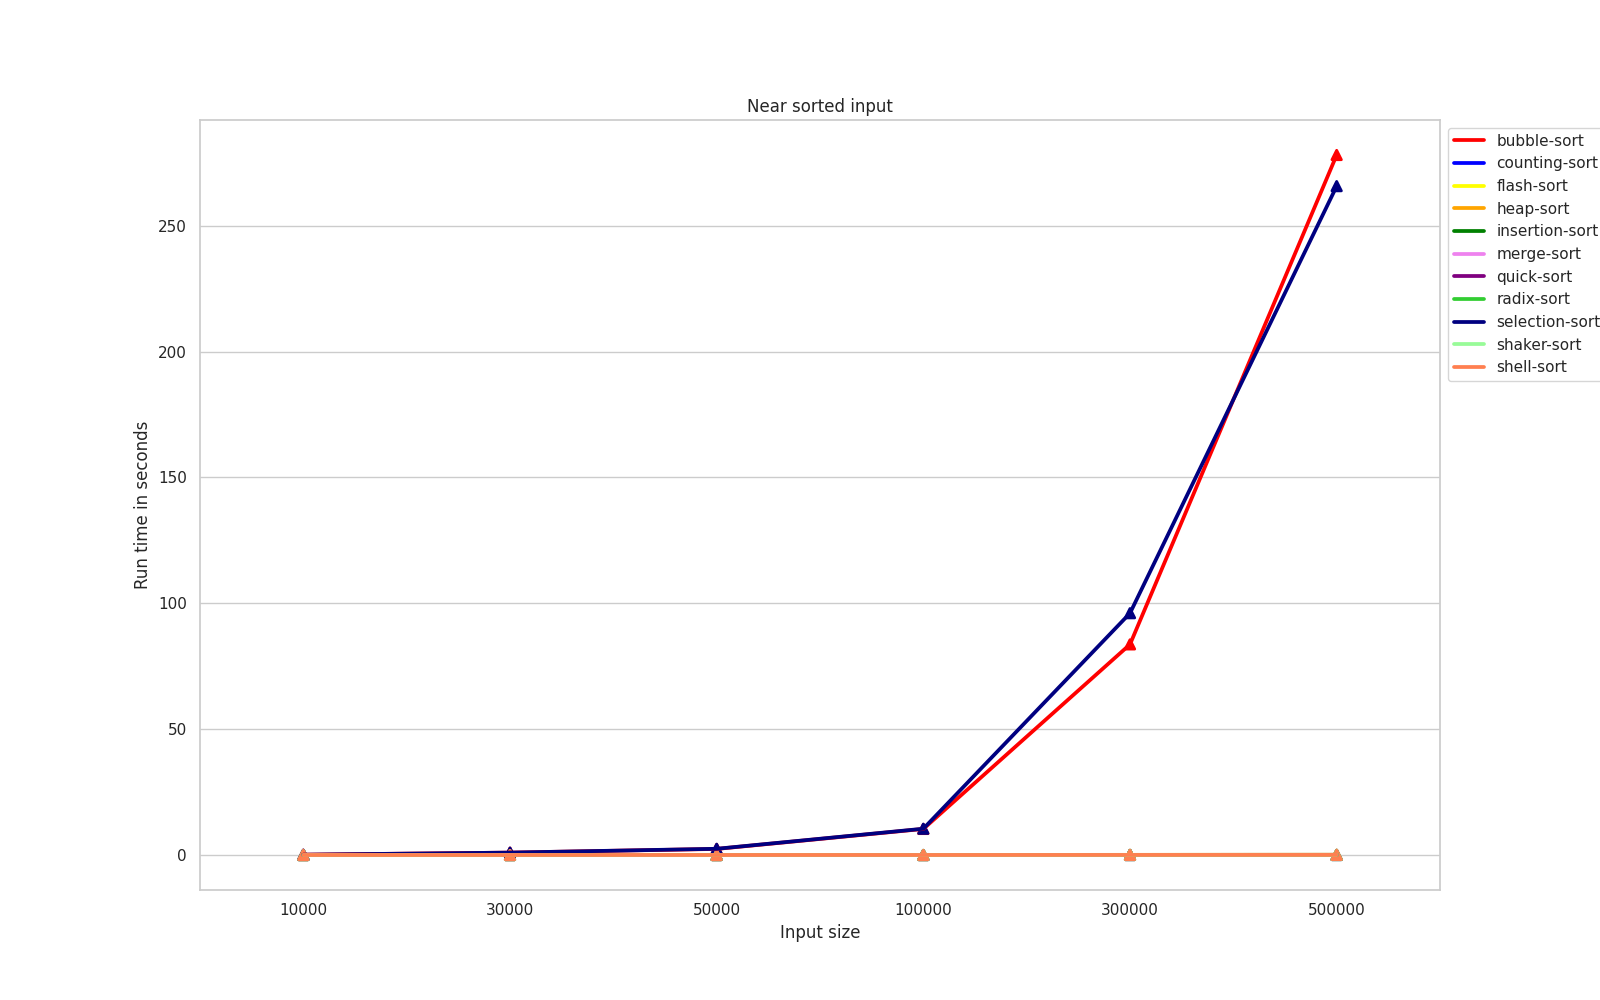 Near sorted input
bubble-sort
counting-sort
flash-sort
heap-sort
insertion-sort
merge-sort
quick-sort
radix-sort
selection-sort
shaker-sort
shell-sort
Run time in seconds
250
200
150
100
50
0
10000 30000 50000 100000 300000 500000
Input size